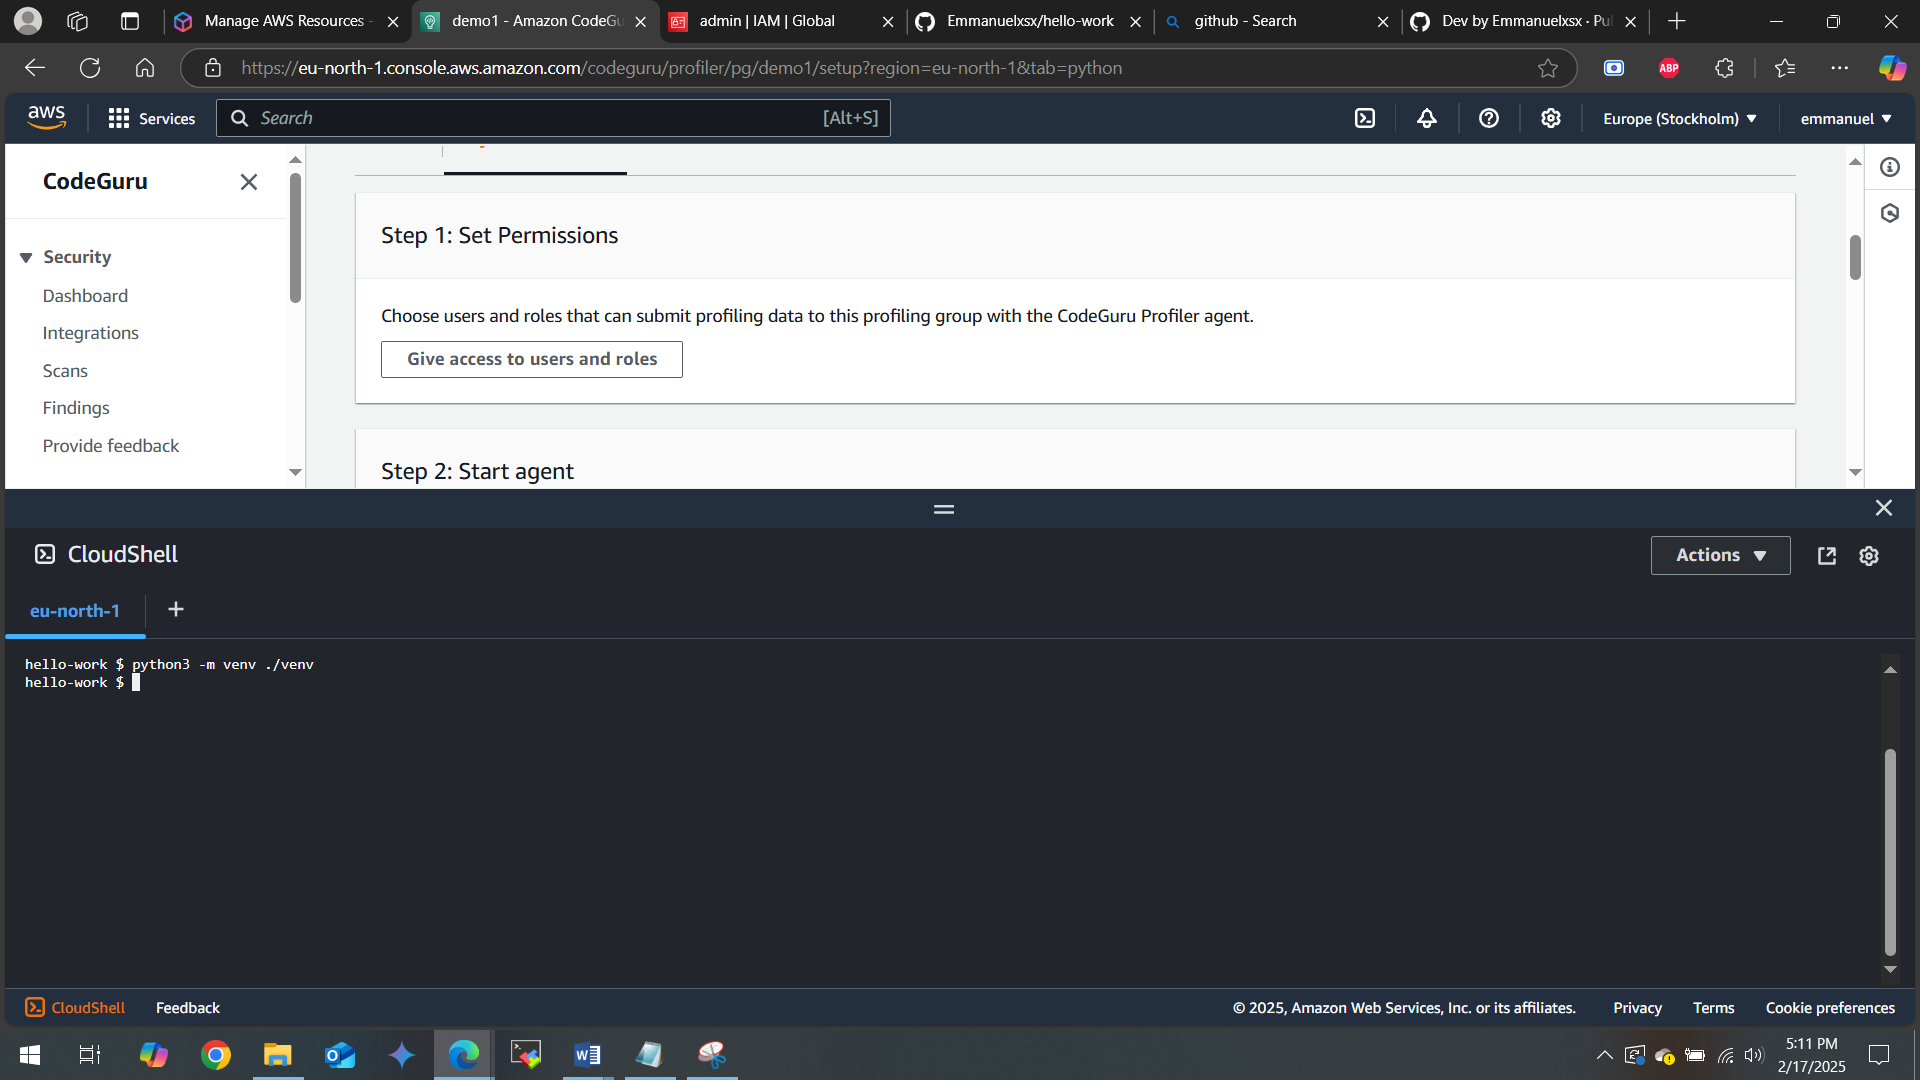 Manage AWS Resources -
demo1 - Amazon CodeGu
admin | IAM | Global
Emmanuelxsx/hello-work
github - Search
Dev by Emmanuelxsx · Pul
https://eu-north-1.console.aws.amazon.com/codeguru/profiler/pg/demo1/setup?region=eu-north-1&tab=python
ABP
aws
Services
Search
[Alt+S]
Europe (Stockholm)
emmanuel
CodeGuru
Security
Dashboard
Integrations
Scans
Findings
Provide feedback
Step 1: Set Permissions
Choose users and roles that can submit profiling data to this profiling group with the CodeGuru Profiler agent.
Give access to users and roles
Step 2: Start agent
CloudShell
Actions
eu-north-1
hello-work $ python3 -m venv ./venv
hello-work $
CloudShell
Feedback
© 2025, Amazon Web Services, Inc. or its affiliates.
Privacy
Terms
Cookie preferences
5:11 PM
2/17/2025